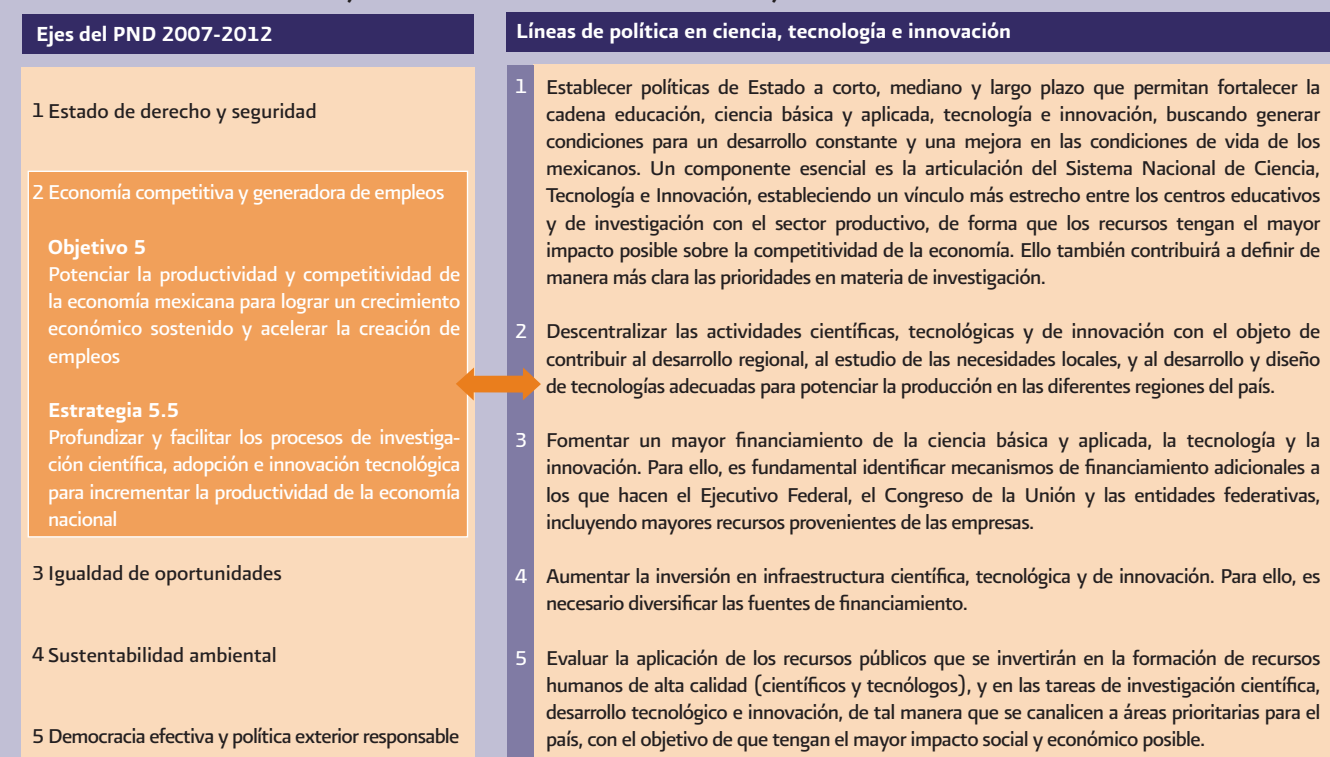 Ejes del PND 2007-2012
1 Estado de derecho y seguridad
2 Economía competitiva y generadora de empleos
Objetivo 5
Potenciar la productividad y competitividad de
la economía mexicana para lograr un crecimiento
económico sostenido y acelerar la creación de
empleos
Estrategia 5.5
Profundizar y facilitar los procesos de investiga-
ción científica, adopción e innovación tecnológica
para incrementar la productividad de la economía
nacional
3 Igualdad de oportunidades
4 Sustentabilidad ambiental
5 Democracia efectiva y política exterior responsable
Líneas de política en ciencia, tecnología e innovación
1 Establecer políticas de Estado a corto, mediano y largo plazo que permitan fortalecer la
cadena educación, ciencia básica y aplicada, tecnología e innovación, buscando generar
condiciones para un desarrollo constante y una mejora en las condiciones de vida de los
mexicanos. Un componente esencial es la articulación del Sistema Nacional de Ciencia,
Tecnología e Innovación, estableciendo un vínculo más estrecho entre los centros educativos
y de investigación con el sector productivo, de forma que los recursos tengan el mayor
impacto posible sobre la competitividad de la economía. Ello también contribuirá a definir de
manera más clara las prioridades en materia de investigación.
2 Descentralizar las actividades científicas, tecnológicas y de innovación con el objeto de
contribuir al desarrollo regional, al estudio de las necesidades locales, y al desarrollo y diseño
de tecnologías adecuadas para potenciar la producción en las diferentes regiones del país.
3 Fomentar un mayor financiamiento de la ciencia básica y aplicada, la tecnología y la
innovación. Para ello, es fundamental identificar mecanismos de financiamiento adicionales a
los que hacen el Ejecutivo Federal, el Congreso de la Unión y las entidades federativas,
incluyendo mayores recursos provenientes de las empresas.
4 Aumentar la inversión en infraestructura científica, tecnológica y de innovación. Para ello, es
necesario diversificar las fuentes de financiamiento.
5 Evaluar la aplicación de los recursos públicos que se invertirán en la formación de recursos
humanos de alta calidad (científicos y tecnólogos), y en las tareas de investigación científica,
desarrollo tecnológico e innovación, de tal manera que se canalicen a áreas prioritarias para el
país, con el objetivo de que tengan el mayor impacto social y económico posible.